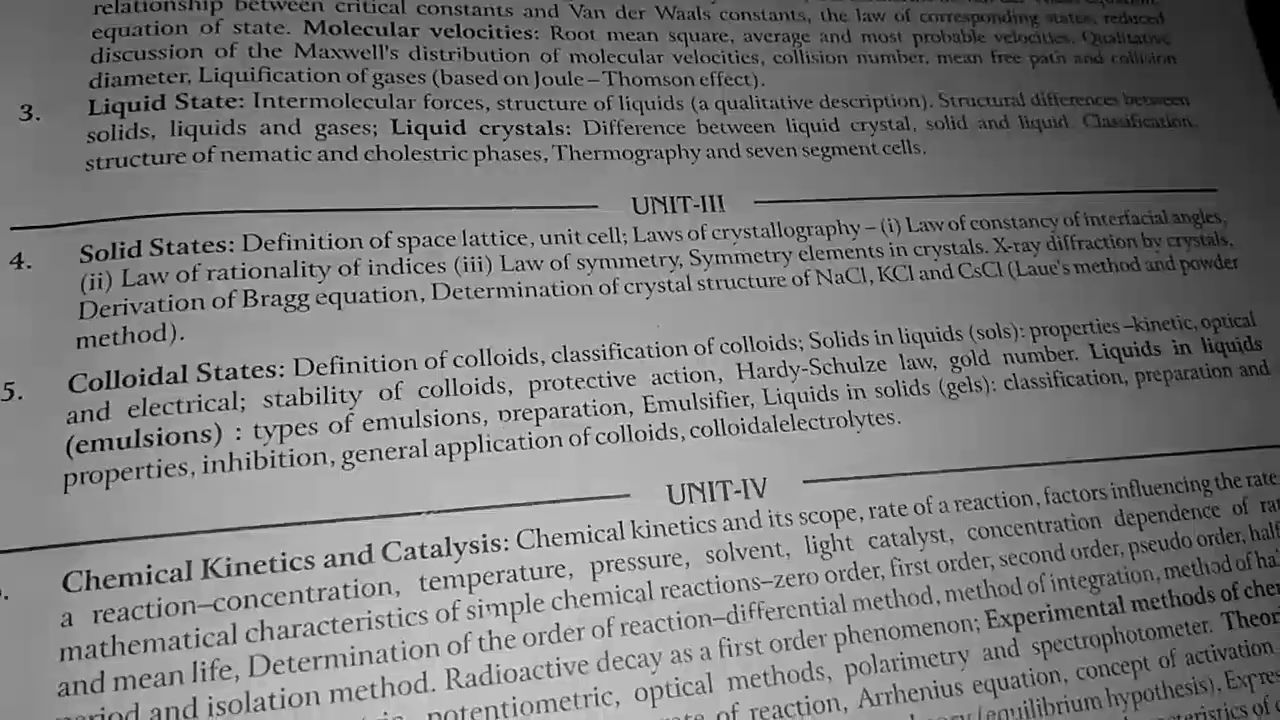 relationship between critical constants and Van der Waals constants, the law of corresponding states, reduced
equation of state. Molecular velocities: Root mean square, average and most probable velocities. Qualitative
discussion of the Maxwell's distribution of molecular velocities, collision number, mean free path and collision
diameter, Liquification of gases (based on Joule–Thomson effect).
3. Liquid State: Intermolecular forces, structure of liquids (a qualitative description). Structural differences between
solids, liquids and gases; Liquid crystals: Difference between liquid crystal, solid and liquid. Classification,
structure of nematic and cholestric phases, Thermography and seven segment cells.
UNIT-III
4. Solid States: Definition of space lattice, unit cell; Laws of crystallography – (i) Law of constancy of interfacial angles,
(ii) Law of rationality of indices (iii) Law of symmetry, Symmetry elements in crystals. X-ray diffraction by crystals,
Derivation of Bragg equation, Determination of crystal structure of NaCl, KCl and CsCl (Laue's method and powder
method).
5. Colloidal States: Definition of colloids, classification of colloids; Solids in liquids (sols): properties –kinetic, optical
and electrical; stability of colloids, protective action, Hardy-Schulze law, gold number. Liquids in liquids
(emulsions) : types of emulsions, preparation, Emulsifier, Liquids in solids (gels): classification, preparation and
properties, inhibition, general application of colloids, colloidalelectrolytes.
UNIT-IV
Chemical Kinetics and Catalysis: Chemical kinetics and its scope, rate of a reaction, factors influencing the rate
a reaction–concentration, temperature, pressure, solvent, light catalyst, concentration dependence of
mathematical characteristics of simple chemical reactions–zero order, first order, second order, pseudo order, half
and mean life, Determination of the order of reaction–differential method, method of integration, method of
period and isolation method. Radioactive decay as a first order phenomenon; Experimental methods of
potentiometric, optical methods, polarimetry and spectrophotometer.
of reaction, Arrhenius equation, concept of activation
(equilibrium hypothesis).